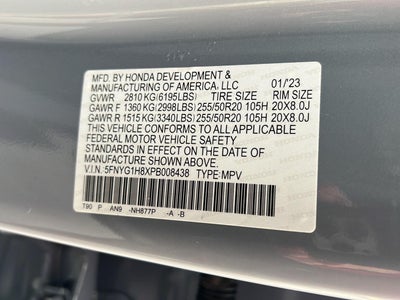 MFD. BY HONDA DEVELOPMENT &
MANUFACTURING OF AMERICA, LLC 01/'23
GVWR 2810 KG(6195LBS) TIRE SIZE RIM SIZE
GAWR F 1360 KG(2998LBS) 255/50R20 105H 20X8.0J
GAWR R 1515 KG(3340LBS) 255/50R20 105H 20X8.0J
THIS VEHICLE CONFORMS TO ALL APPLICABLE
FEDERAL MOTOR VEHICLE SAFETY
STANDARDS IN EFFECT ON THE DATE OF
MANUFACTURE SHOWN ABOVE.
V.I.N. 5FNYG1H8XPB008438 TYPE:MPV
T90 P AN9 -NH877P -A -B